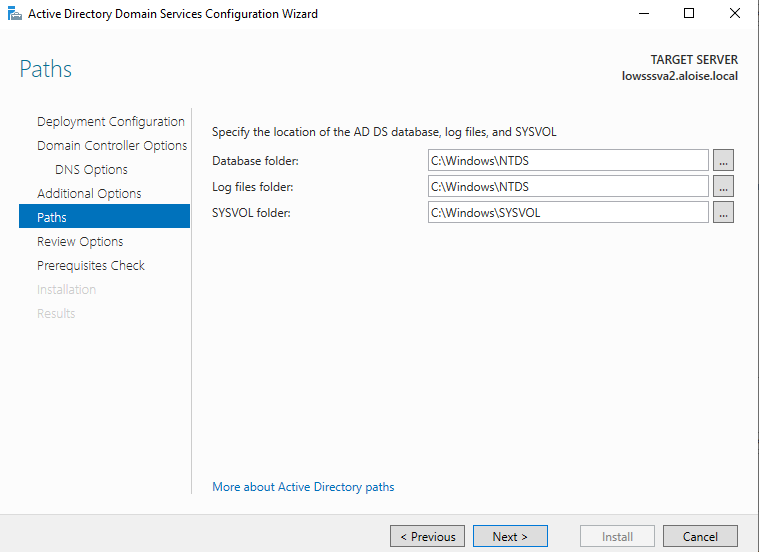 Active Directory Domain Services Configuration Wizard
Paths
TARGET SERVER
lowsssva2.aloise.local
Deployment Configuration
Domain Controller Options
DNS Options
Additional Options
Paths
Review Options
Prerequisites Check
Installation
Results
Specify the location of the AD DS database, log files, and SYSVOL
Database folder: C:\Windows\NTDS ...
Log files folder: C:\Windows\NTDS ...
SYSVOL folder: C:\Windows\SYSVOL ...
More about Active Directory paths
< Previous Next > Install Cancel